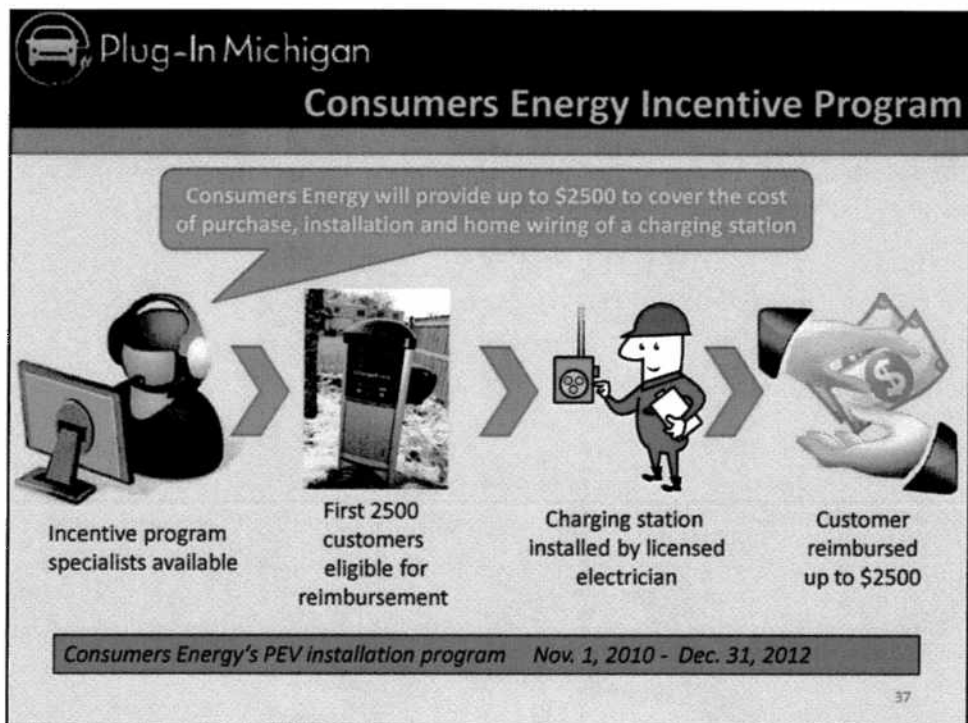 Plug-In Michigan
Consumers Energy Incentive Program
Consumers Energy will provide up to $2500 to cover the cost
of purchase, installation and home wiring of a charging station
$
Incentive program
specialists available
First 2500
customers
eligible for
reimbursement
Charging station
installed by licensed
electrician
Customer
reimbursed
up to $2500
Consumers Energy's PEV installation program Nov. 1, 2010 - Dec. 31, 2012
37